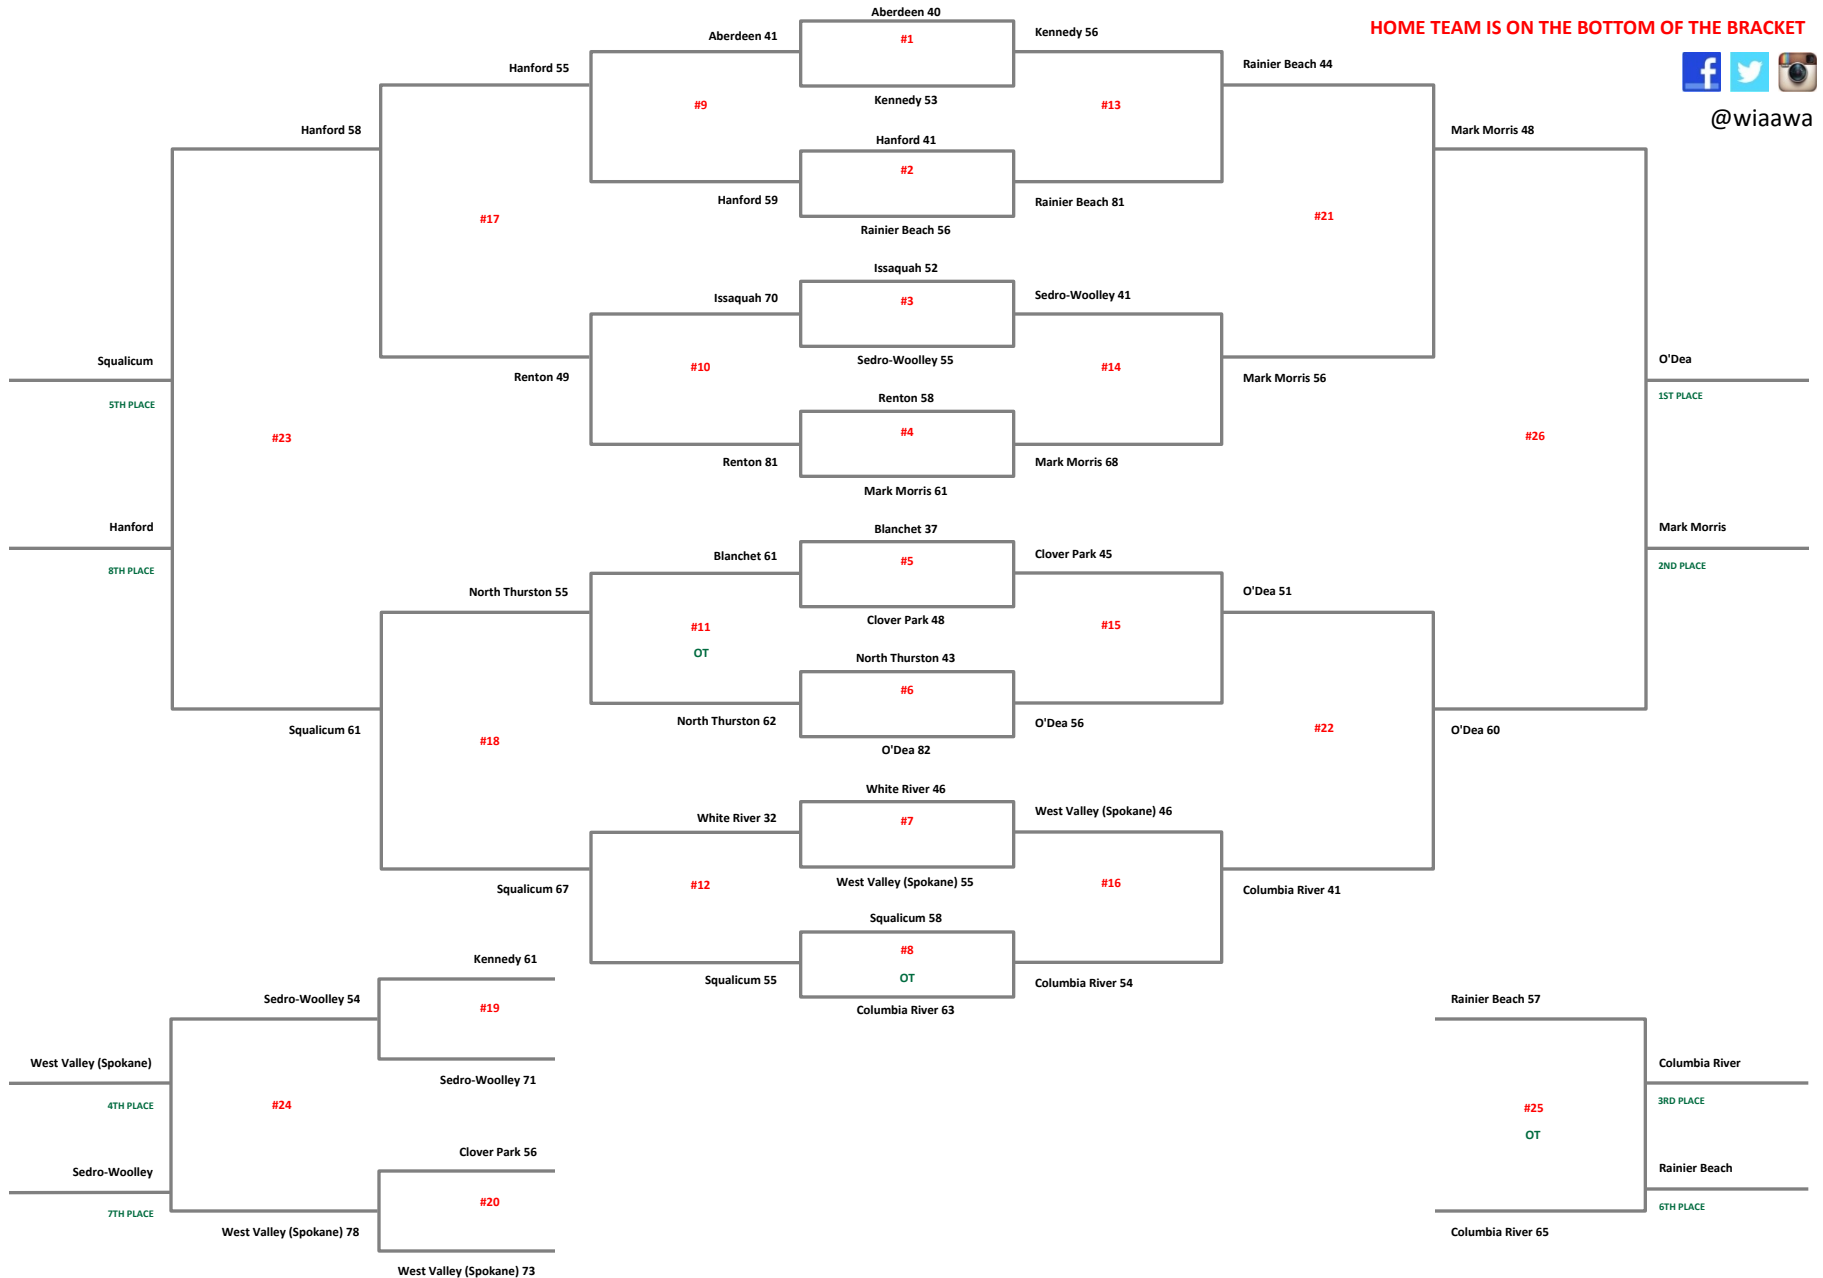 HOME TEAM IS ON THE BOTTOM OF THE BRACKET
@wiaawa
Aberdeen 40
#1
Kennedy 53
Hanford 41
#2
Rainier Beach 56
Issaquah 52
#3
Sedro-Woolley 55
Renton 58
#4
Mark Morris 61
Blanchet 37
#5
Clover Park 48
North Thurston 43
#6
O'Dea 82
White River 46
#7
West Valley (Spokane) 55
Squalicum 58
#8
OT
Columbia River 63
Aberdeen 41
#9
Hanford 59
Issaquah 70
#10
Renton 81
Blanchet 61
#11
OT
North Thurston 62
White River 32
#12
Squalicum 55
Kennedy 56
#13
Rainier Beach 81
Sedro-Woolley 41
#14
Mark Morris 68
Clover Park 45
#15
O'Dea 56
West Valley (Spokane) 46
#16
Columbia River 54
Hanford 55
#17
Renton 49
North Thurston 55
#18
Squalicum 67
Kennedy 61
#19
Sedro-Woolley 71
Clover Park 56
#20
West Valley (Spokane) 73
Rainier Beach 44
#21
Mark Morris 56
O'Dea 51
#22
Columbia River 41
Hanford 58
#23
Squalicum 61
Squalicum
5TH PLACE
Hanford
8TH PLACE
Sedro-Woolley 54
#24
West Valley (Spokane) 78
West Valley (Spokane)
4TH PLACE
Sedro-Woolley
7TH PLACE
Rainier Beach 57
#25
OT
Columbia River 65
Columbia River
3RD PLACE
Rainier Beach
6TH PLACE
Mark Morris 48
#26
O'Dea 60
O'Dea
1ST PLACE
Mark Morris
2ND PLACE